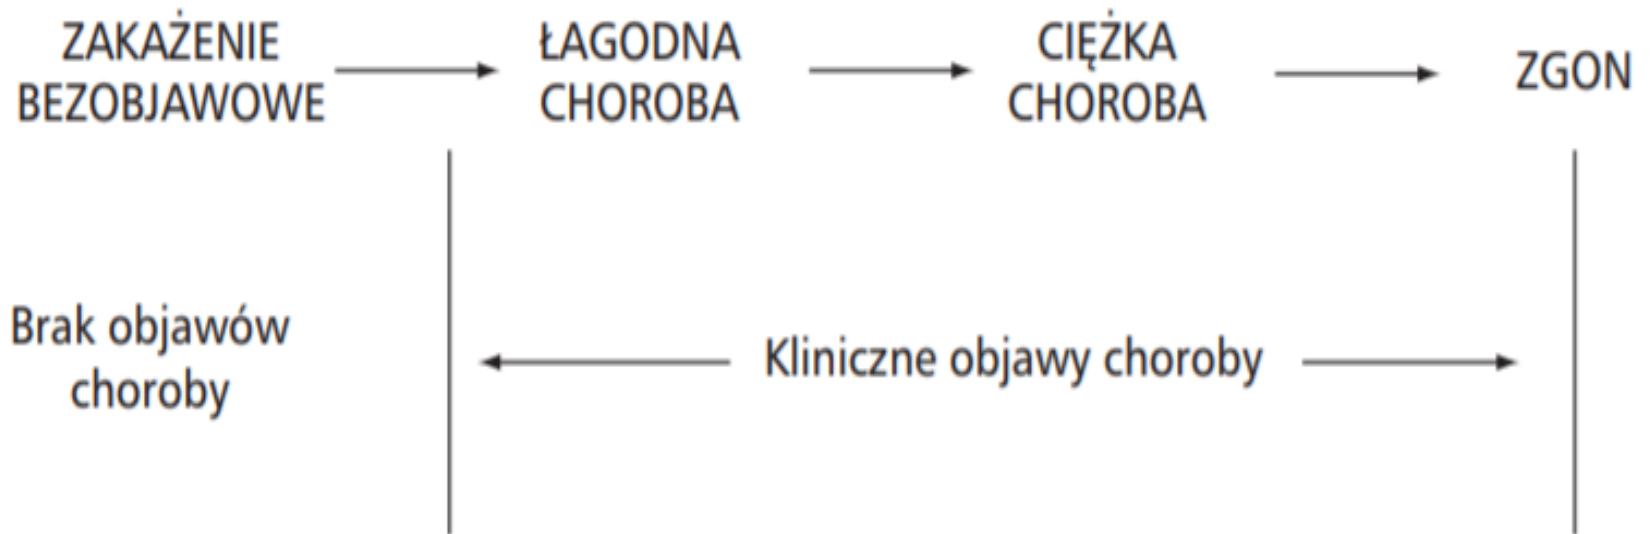 ZAKAŻENIE
BEZOBJAWOWE
ŁAGODNA
CHOROBA
CIĘŻKA
CHOROBA
ZGON
Brak objawów
choroby
Kliniczne objawy choroby